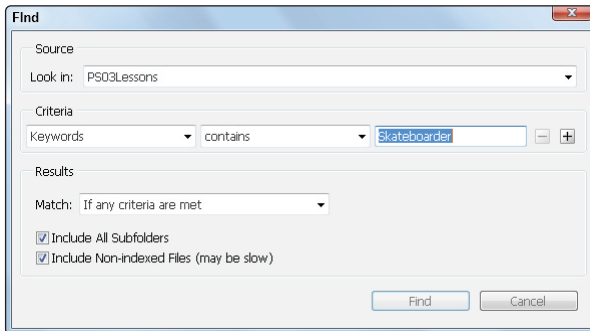 Find
Source
Look in: PS03Lessons
Criteria
Keywords contains Skateboarder
Results
Match: If any criteria are met
Include All Subfolders
Include Non-indexed Files (may be slow)
Find Cancel